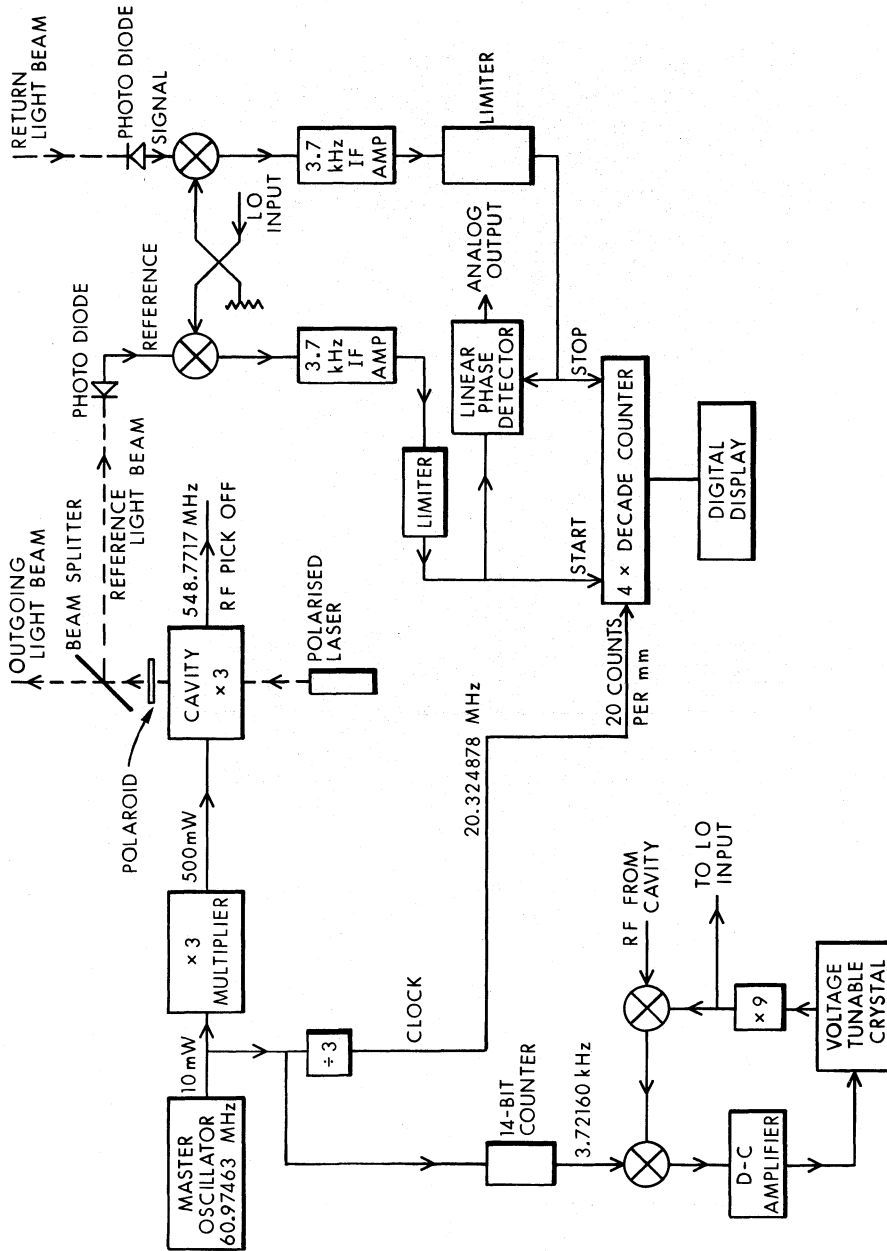 MASTER
OSCILLATOR
60.97463 MHz
10mW
× 3
MULTIPLIER
500mW
CAVITY
× 3
548.7717 MHz
RF PICK OFF
POLARISED
LASER
POLAROID
OUTGOING
LIGHT BEAM
BEAM SPLITTER
REFERENCE
LIGHT BEAM
PHOTO DIODE
REFERENCE
RETURN
LIGHT BEAM
PHOTO DIODE
SIGNAL
LO
INPUT
3.7
kHz
IF
AMP
3.7
kHz
IF
AMP
LIMITER
LIMITER
LINEAR
PHASE
DETECTOR
ANALOG
OUTPUT
START
STOP
4 × DECADE COUNTER
DIGITAL
DISPLAY
÷ 3
CLOCK
20.324878 MHz
20 COUNTS
PER mm
14-BIT
COUNTER
3.72160 kHz
RF FROM
CAVITY
TO LO
INPUT
× 9
D-C
AMPLIFIER
VOLTAGE
TUNABLE
CRYSTAL